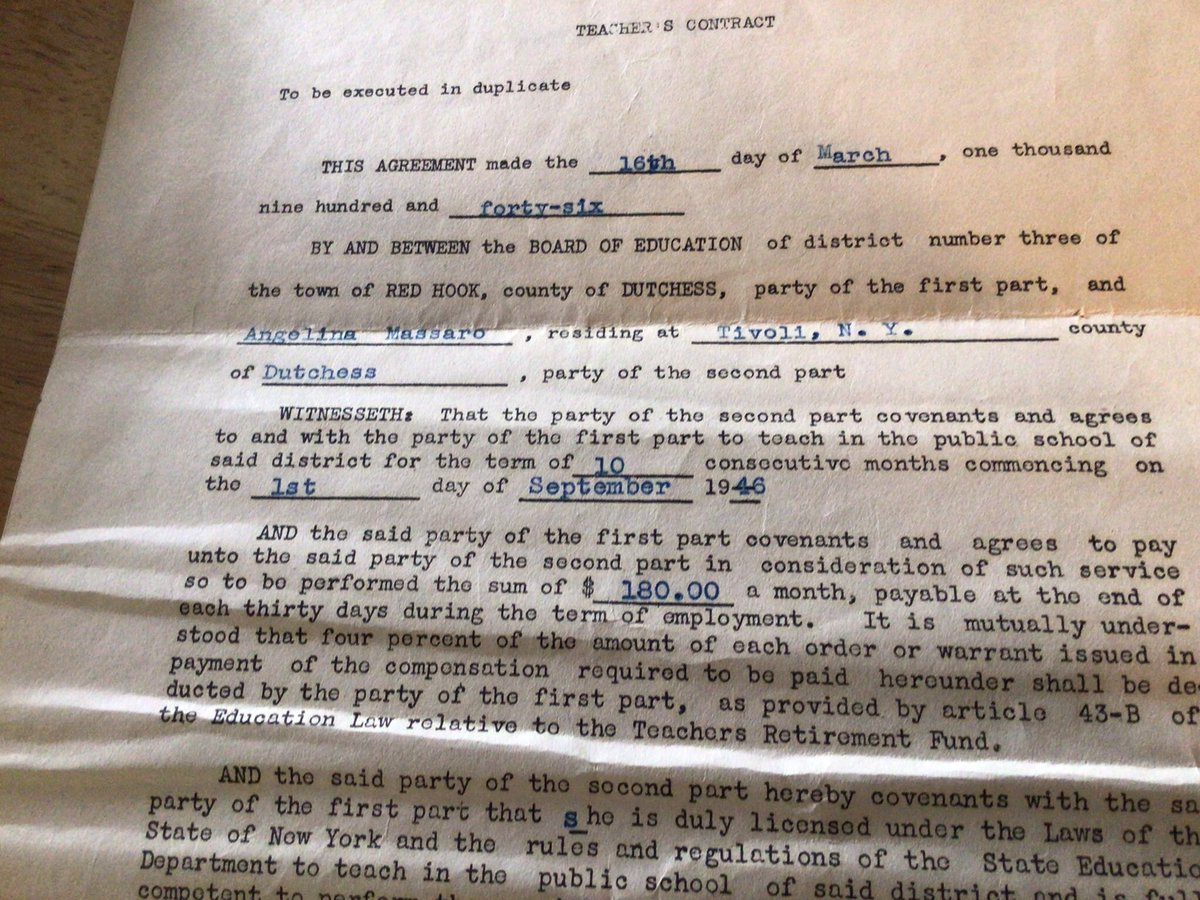 TEACHER'S CONTRACT
To be executed in duplicate
THIS AGREEMENT made the 16th day of March, one thousand
nine hundred and forty-six
BY AND BETWEEN the BOARD OF EDUCATION of district number three of
the town of RED HOOK, county of DUTCHESS, party of the first part, and
Angelina Massaro, residing at Tivoli, N. Y. county
of Dutchess, party of the second part
WITNESSETH: That the party of the second part covenants and agrees
to and with the party of the first part to teach in the public school of
said district for the term of 10 consecutive months commencing on
the 1st day of September 1946
AND the said party of the first part covenants and agrees to pay
unto the said party of the second part in consideration of such service
so to be performed the sum of $ 180.00 a month, payable at the end of
each thirty days during the term of employment. It is mutually under-
stood that four percent of the amount of each order or warrant issued in
payment of the compensation required to be paid hereunder shall be de-
ducted by the party of the first part, as provided by article 43-B of
the Education Law relative to the Teachers Retirement Fund.
AND the said party of the second part hereby covenants with the sa
party of the first part that she is duly licensed under the Laws of th
State of New York and the rules and regulations of the State Educatio
Department to teach in the public school of said district and is full
competent to perform